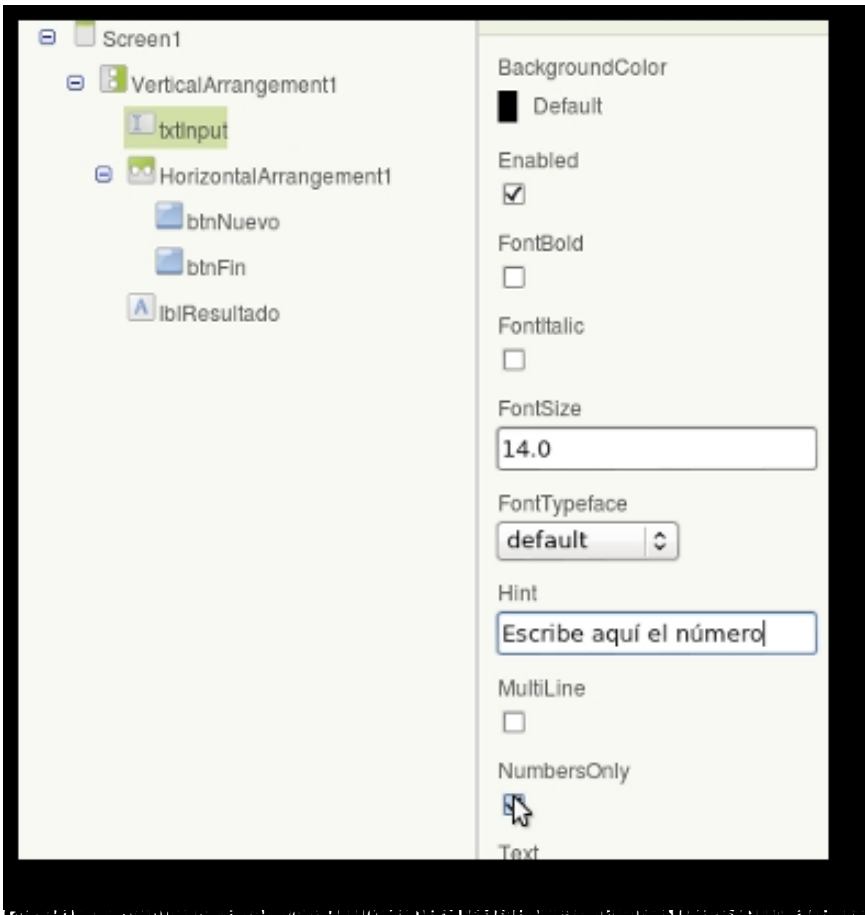 Screen1
VerticalArrangement1
txtInput
HorizontalArrangement1
btnNuevo
btnFin
lblResultado
BackgroundColor
Default
Enabled
FontBold
FontItalic
FontSize
14.0
FontTypeface
default
Hint
Escribe aquí el número
MultiLine
NumbersOnly
Text